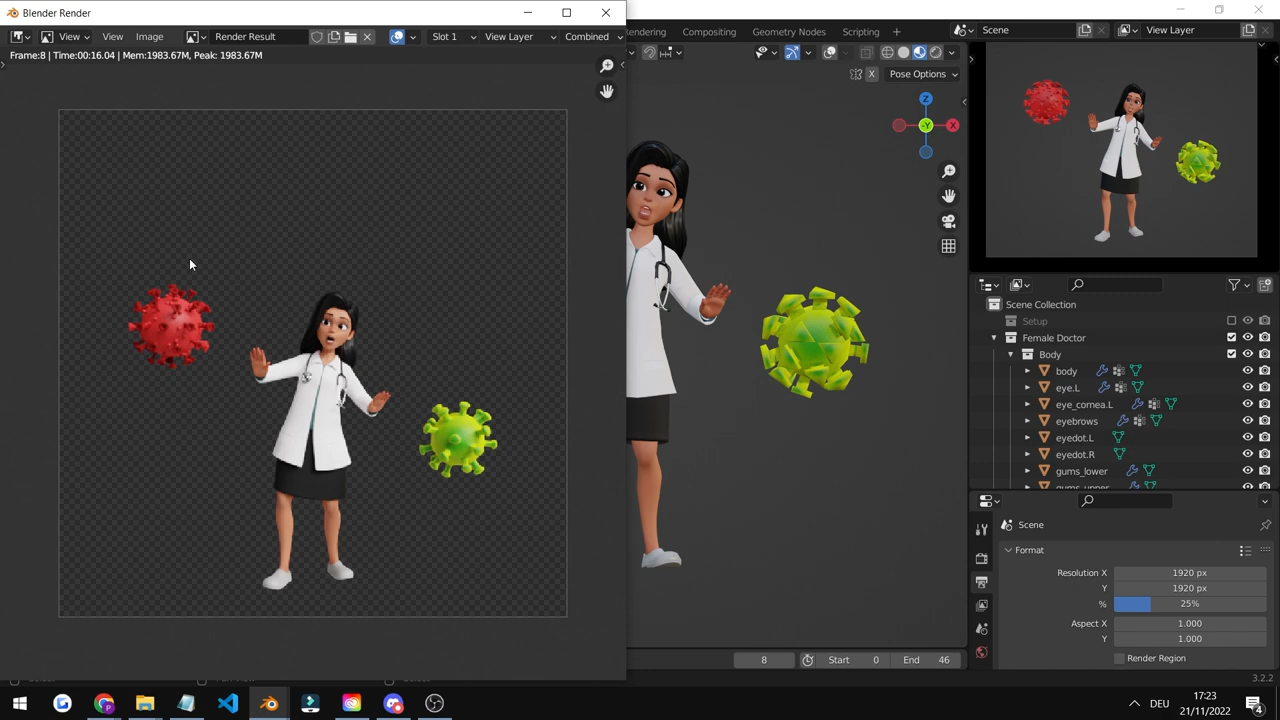 Blender Render
View
View
Image
Render Result
Slot 1
View Layer
Combined
Frame:8 | Time:00:16.04 | Mem:1983.67M, Peak: 1983.67M
Rendering
Compositing
Geometry Nodes
Scripting
Scene
View Layer
X
Pose Options
Z
-Y
X
Scene Collection
Setup
Female Doctor
Body
body
eye.L
eye_cornea.L
eyebrows
eyedot.L
eyedot.R
gums_lower
gums_upper
Scene
Format
Resolution X 1920 px
Y 1920 px
% 25%
Aspect X 1.000
Y 1.000
Render Region
8
Start 0
End 46
3.2.2
DEU
17:23
21/11/2022
4